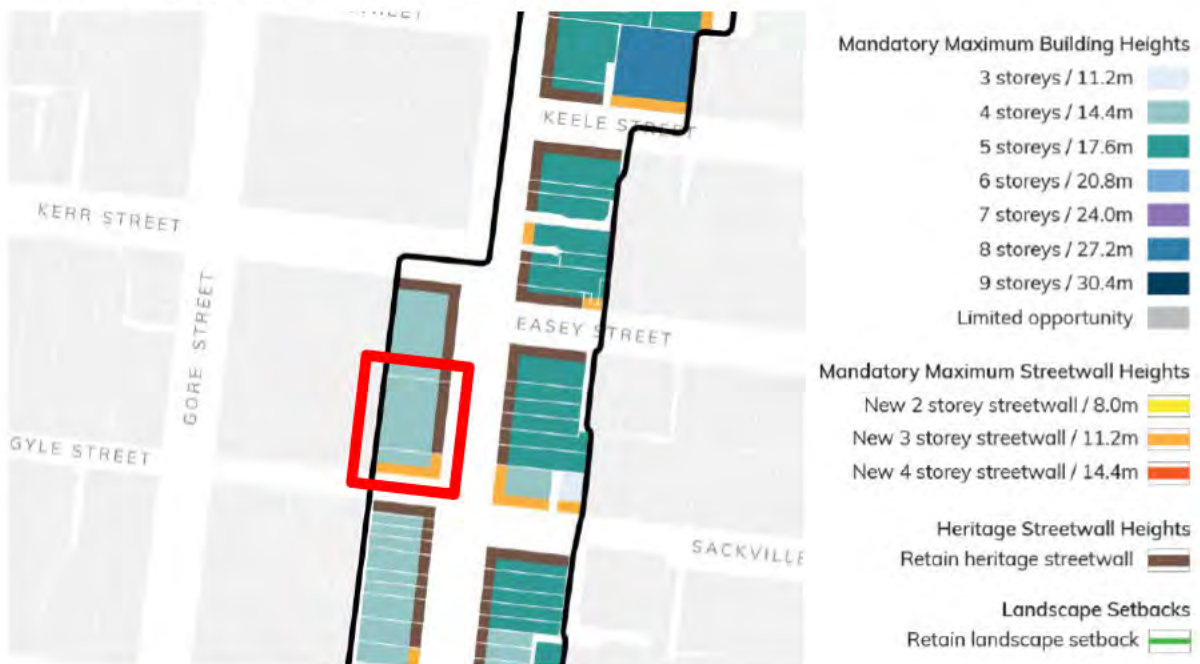 KEELE STREET
KERR STREET
GORE STREET
EASEY STREET
GYLE STREET
SACKVILLE
Mandatory Maximum Building Heights
3 storeys / 11.2m
4 storeys / 14.4m
5 storeys / 17.6m
6 storeys / 20.8m
7 storeys / 24.0m
8 storeys / 27.2m
9 storeys / 30.4m
Limited opportunity
Mandatory Maximum Streetwall Heights
New 2 storey streetwall / 8.0m
New 3 storey streetwall / 11.2m
New 4 storey streetwall / 14.4m
Heritage Streetwall Heights
Retain heritage streetwall
Landscape Setbacks
Retain landscape setback